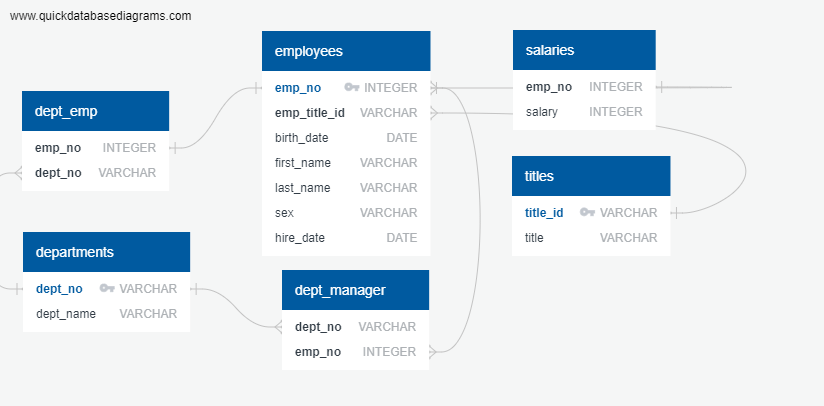 www.quickdatabasediagrams.com
employees
emp_no INTEGER
emp_title_id VARCHAR
birth_date DATE
first_name VARCHAR
last_name VARCHAR
sex VARCHAR
hire_date DATE
salaries
emp_no INTEGER
salary INTEGER
dept_emp
emp_no INTEGER
dept_no VARCHAR
titles
title_id VARCHAR
title VARCHAR
departments
dept_no VARCHAR
dept_name VARCHAR
dept_manager
dept_no VARCHAR
emp_no INTEGER